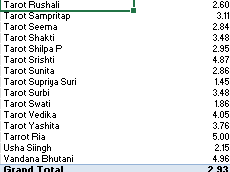 Tarot Rushali 2.60
Tarot Sampritap 3.11
Tarot Seema 2.84
Tarot Shakti 3.48
Tarot Shilpa P 2.95
Tarot Srishti 4.87
Tarot Sunita 2.86
Tarot Supriya Suri 1.45
Tarot Surbi 3.48
Tarot Swati 1.86
Tarot Vedika 4.05
Tarot Yashita 3.76
Tarrot Riia 5.00
Usha Siingh 2.15
Vandana Bhutani 4.96
Grand Total 2.93